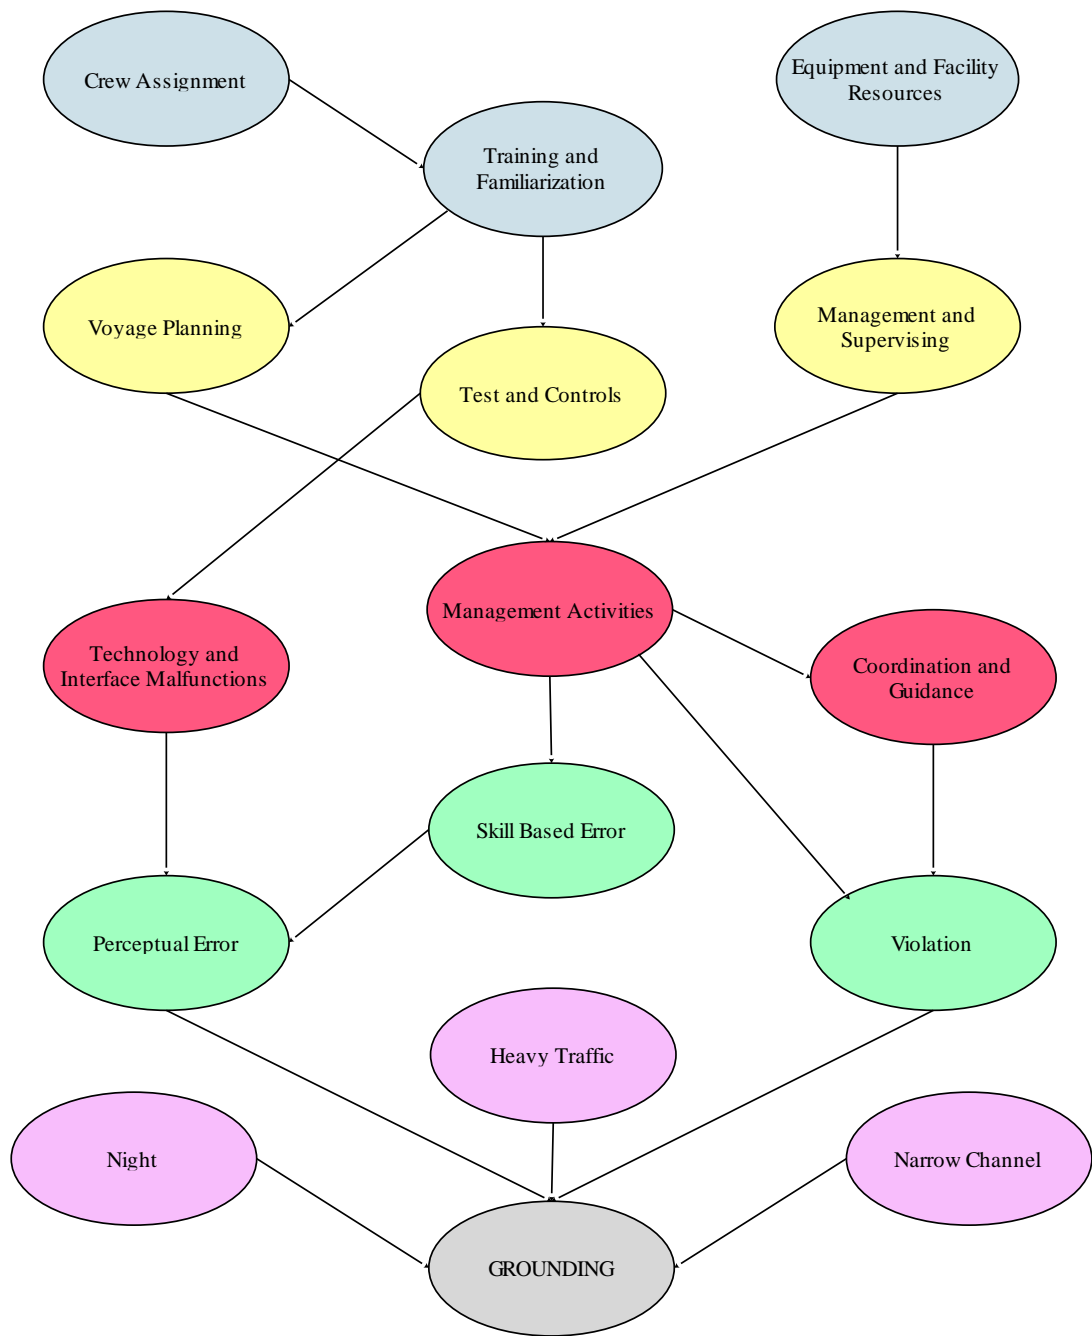 Crew Assignment
Equipment and Facility
Resources
Training and
Familiarization
Voyage Planning
Management and
Supervising
Test and Controls
Management Activities
Technology and
Interface Malfunctions
Coordination and
Guidance
Skill Based Error
Perceptual Error
Violation
Heavy Traffic
Night
Narrow Channel
GROUNDING